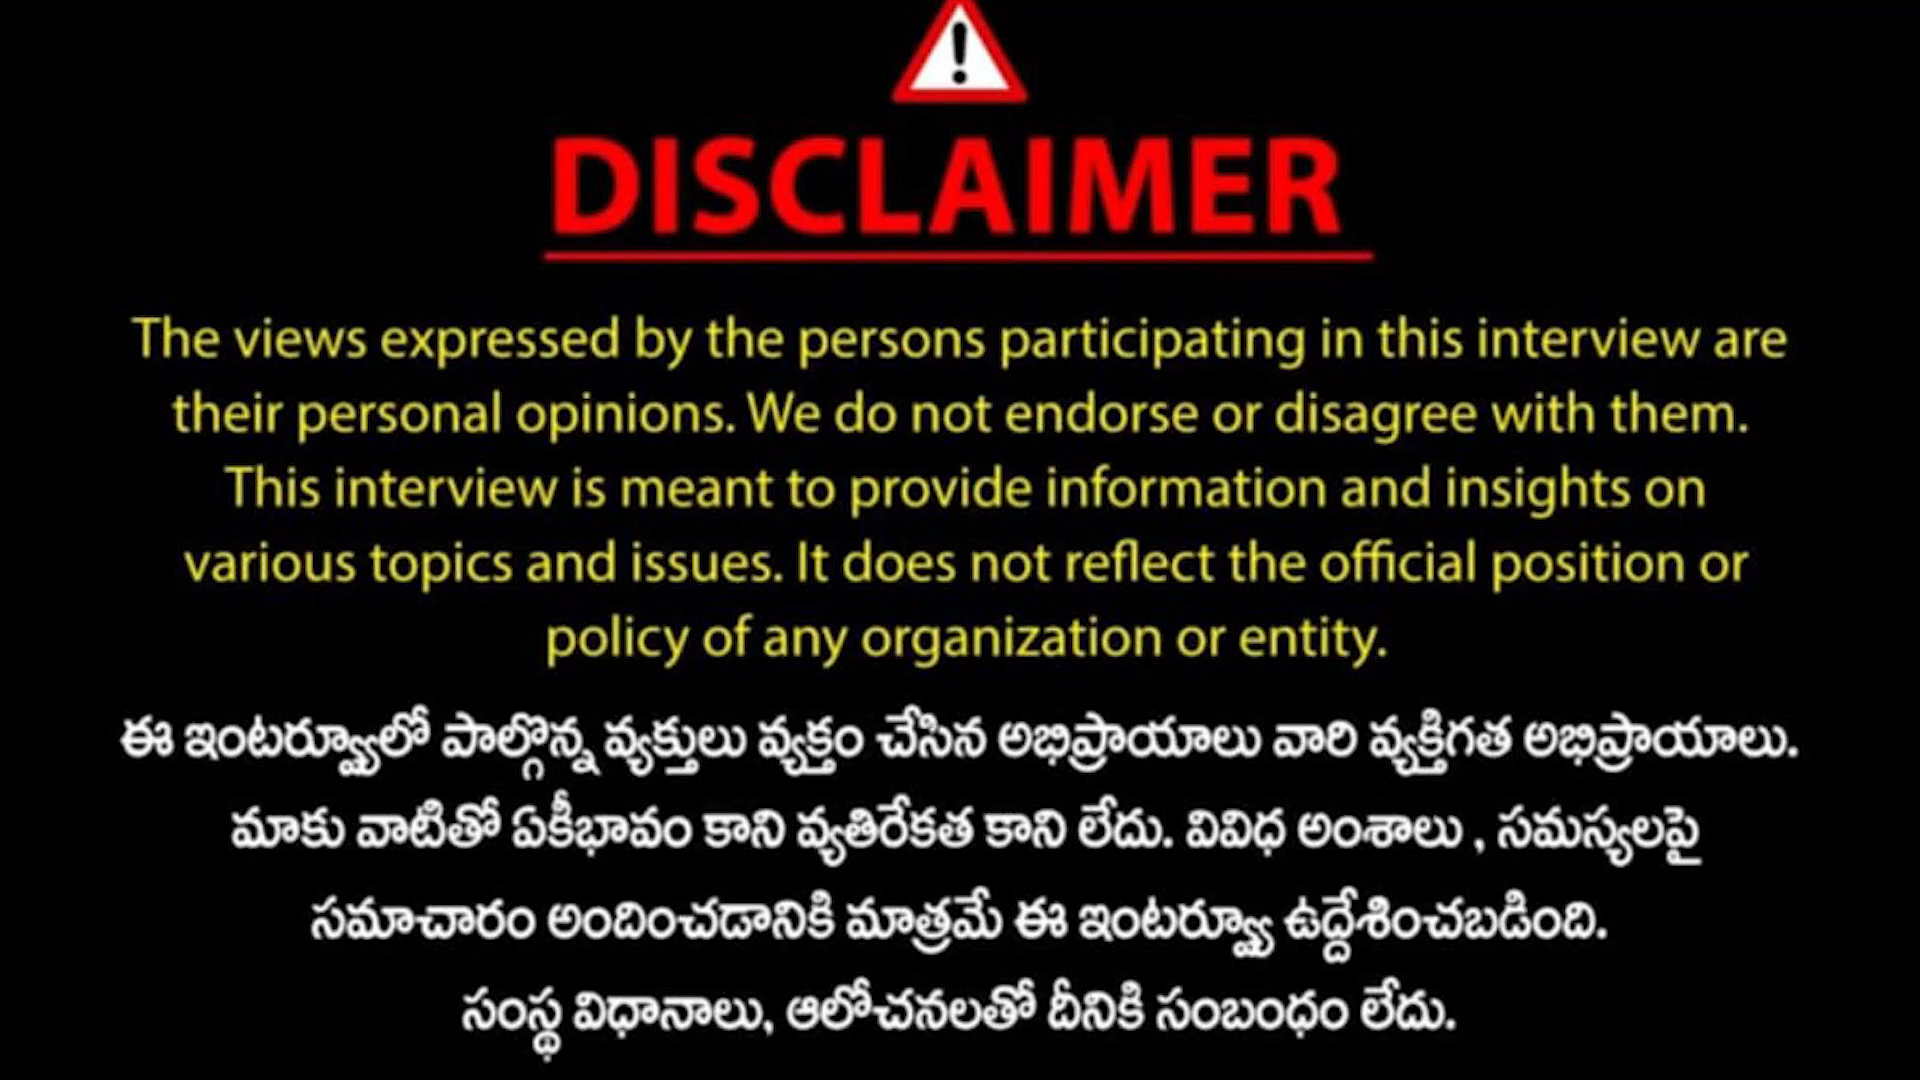 DISCLAIMER
The views expressed by the persons participating in this interview are
their personal opinions. We do not endorse or disagree with them.
This interview is meant to provide information and insights on
various topics and issues. It does not reflect the official position or
policy of any organization or entity.
ఈ ఇంటర్వ్యూలో పాల్గొన్న వ్యక్తులు వ్యక్తం చేసిన అభిప్రాయాలు వారి వ్యక్తిగత అభిప్రాయాలు.
మాకు వాటితో ఏకీభావం కాని వ్యతిరేకత కాని లేదు. వివిధ అంశాలు , సమస్యలపై
సమాచారం అందించడానికి మాత్రమే ఈ ఇంటర్వ్యూ ఉద్దేశించబడింది.
సంస్థ విధానాలు, ఆలోచనలతో దీనికి సంబంధం లేదు.